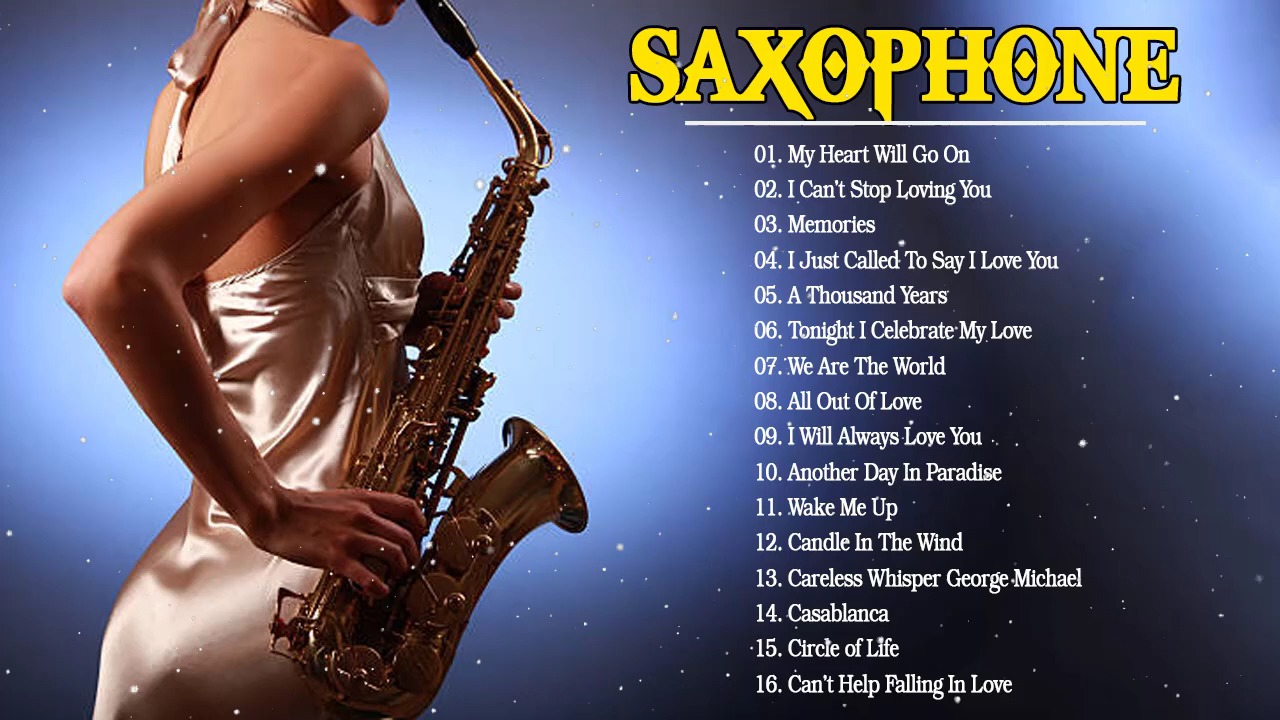 SAXOPHONE
01. My Heart Will Go On
02. I Can't Stop Loving You
03. Memories
04. I Just Called To Say I Love You
05. A Thousand Years
06. Tonight I Celebrate My Love
07. We Are The World
08. All Out Of Love
09. I Will Always Love You
10. Another Day In Paradise
11. Wake Me Up
12. Candle In The Wind
13. Careless Whisper George Michael
14. Casablanca
15. Circle of Life
16. Can't Help Falling In Love